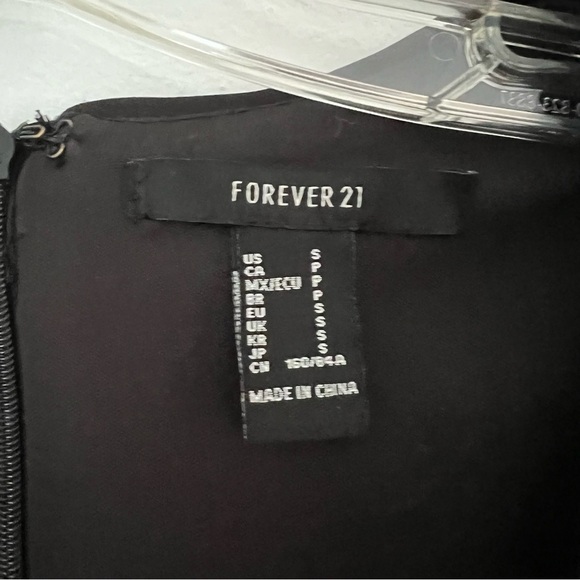 FOREVER 21
US S
CA P
MX/ECU P
BR P
EU S
UK S
KR S
JP S
CN 160/84A
MADE IN CHINA